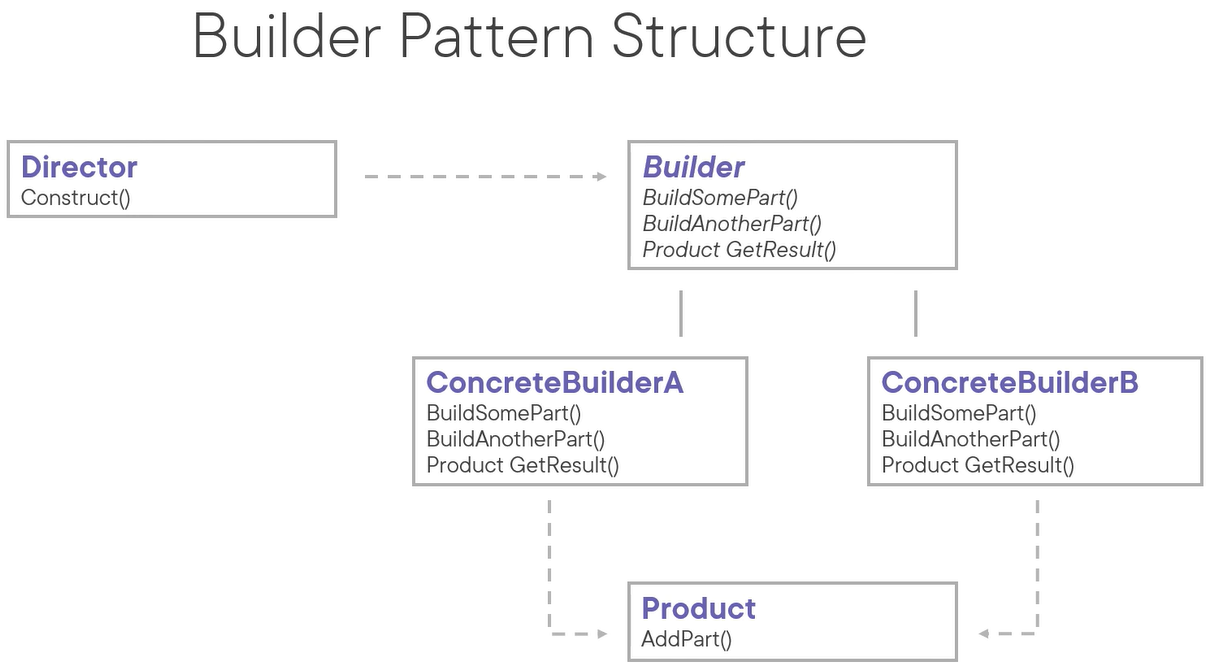 Builder Pattern Structure
Director
Construct()
Builder
BuildSomePart()
BuildAnotherPart()
Product GetResult()
ConcreteBuilderA
BuildSomePart()
BuildAnotherPart()
Product GetResult()
ConcreteBuilderB
BuildSomePart()
BuildAnotherPart()
Product GetResult()
Product
AddPart()